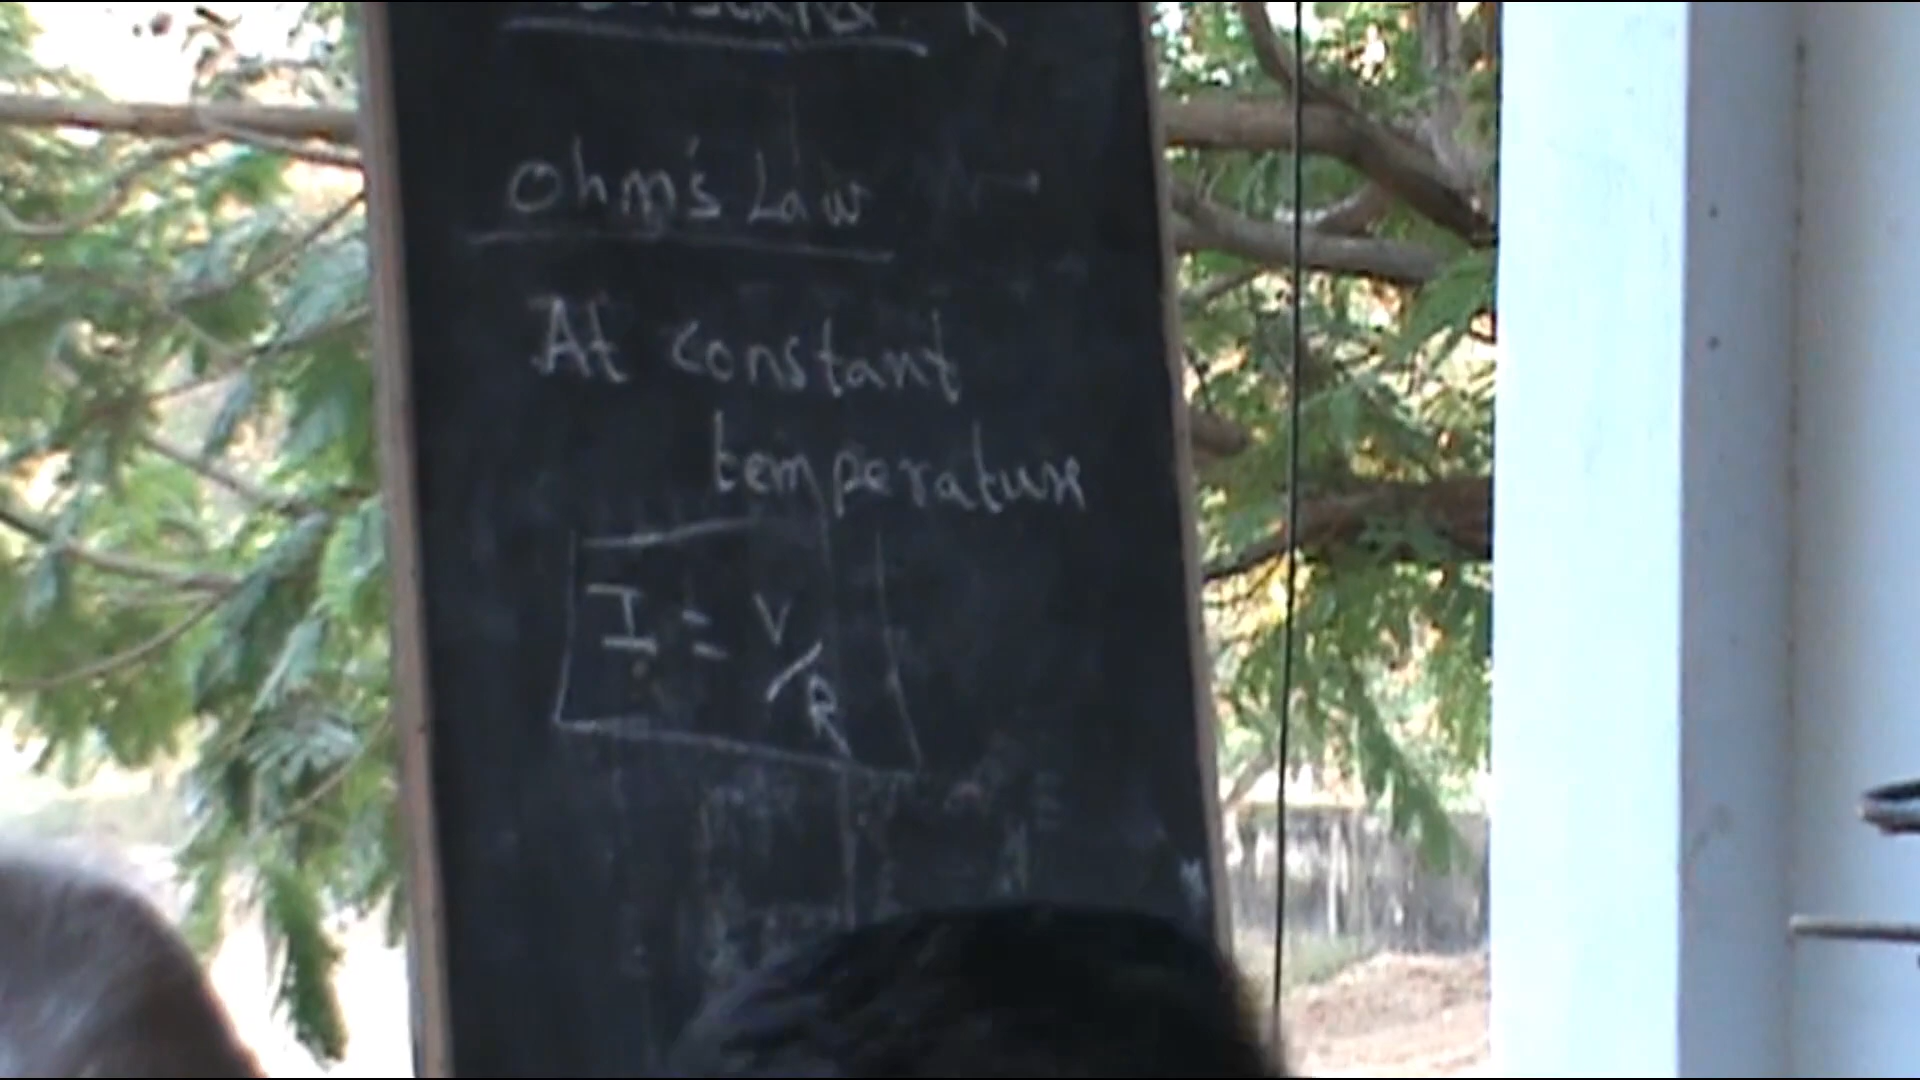 Ohm's Law
At constant
temperature
I = V/R